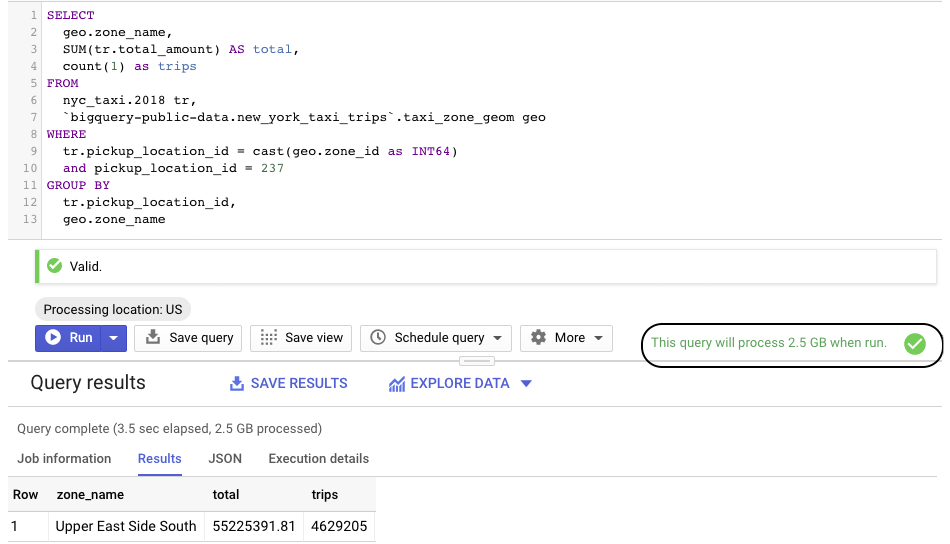 1 SELECT
2 geo.zone_name,
3 SUM(tr.total_amount) AS total,
4 count(1) as trips
5 FROM
6 nyc_taxi.2018 tr,
7 `bigquery-public-data.new_york_taxi_trips`.taxi_zone_geom geo
8 WHERE
9 tr.pickup_location_id = cast(geo.zone_id as INT64)
10 and pickup_location_id = 237
11 GROUP BY
12 tr.pickup_location_id,
13 geo.zone_name
Valid.
Processing location: US
Run Save query Save view Schedule query More This query will process 2.5 GB when run.
Query results SAVE RESULTS EXPLORE DATA
Query complete (3.5 sec elapsed, 2.5 GB processed)
Job information Results JSON Execution details
Row zone_name total trips
1 Upper East Side South 55225391.81 4629205